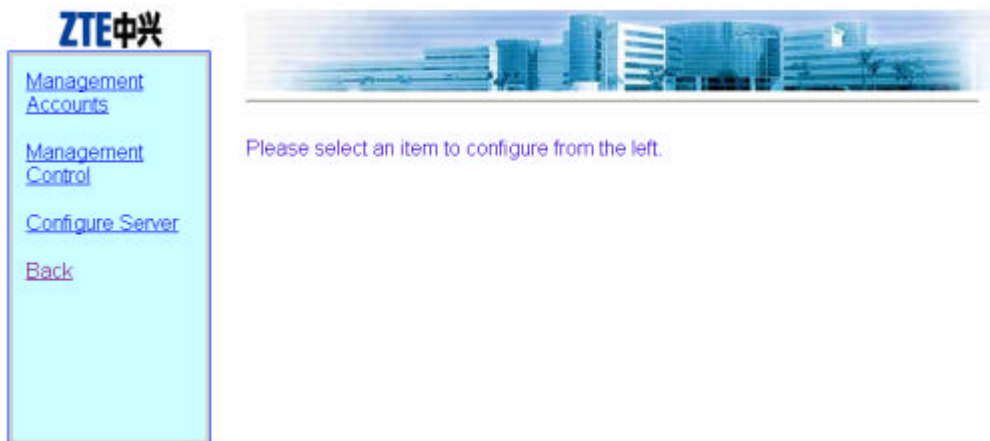 ZTE中兴
Management
Accounts
Management
Control
Configure Server
Back
Please select an item to configure from the left.